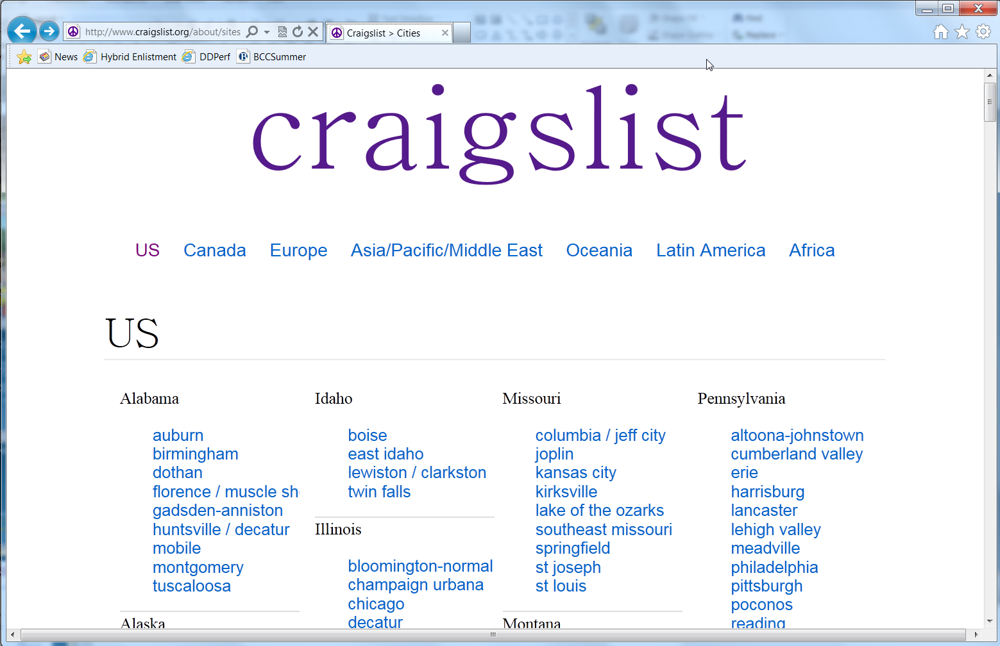 http://www.craigslist.org/about/sites
Craigslist > Cities
News
Hybrid Enlistment
DDPerf
BCCSummer
craigslist
US Canada Europe Asia/Pacific/Middle East Oceania Latin America Africa
US
Alabama
auburn
birmingham
dothan
florence / muscle sh
gadsden-anniston
huntsville / decatur
mobile
montgomery
tuscaloosa
Alaska
Idaho
boise
east idaho
lewiston / clarkston
twin falls
Illinois
bloomington-normal
champaign urbana
chicago
decatur
Missouri
columbia / jeff city
joplin
kansas city
kirksville
lake of the ozarks
southeast missouri
springfield
st joseph
st louis
Montana
Pennsylvania
altoona-johnstown
cumberland valley
erie
harrisburg
lancaster
lehigh valley
meadville
philadelphia
pittsburgh
poconos
reading